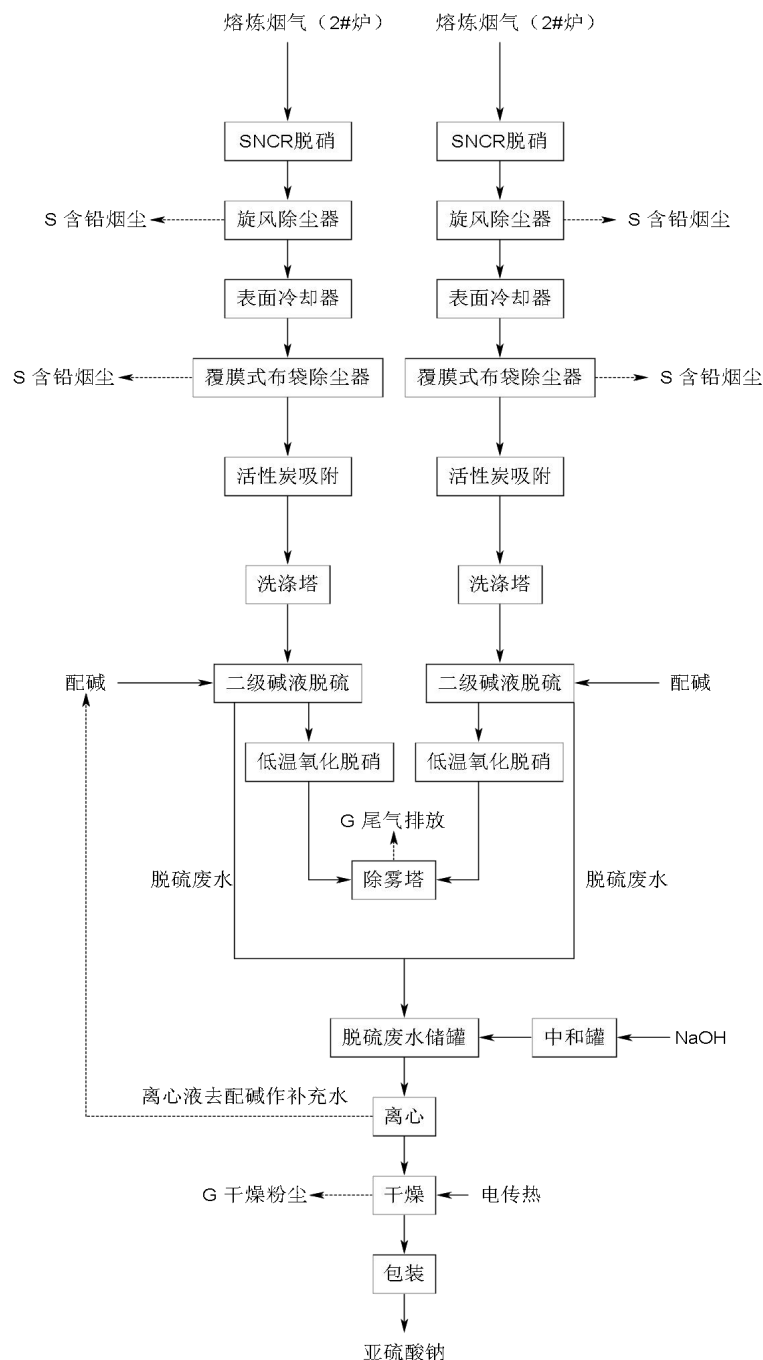 熔炼烟气（2#炉）
熔炼烟气（2#炉）
SNCR脱硝
SNCR脱硝
S 含铅烟尘
旋风除尘器
旋风除尘器
S 含铅烟尘
表面冷却器
表面冷却器
S 含铅烟尘
覆膜式布袋除尘器
覆膜式布袋除尘器
S 含铅烟尘
活性炭吸附
活性炭吸附
洗涤塔
洗涤塔
配碱
二级碱液脱硫
二级碱液脱硫
配碱
低温氧化脱硝
低温氧化脱硝
G 尾气排放
脱硫废水
除雾塔
脱硫废水
脱硫废水储罐
中和罐
NaOH
离心液去配碱作补充水
离心
G 干燥粉尘
干燥
电传热
包装
亚硫酸钠